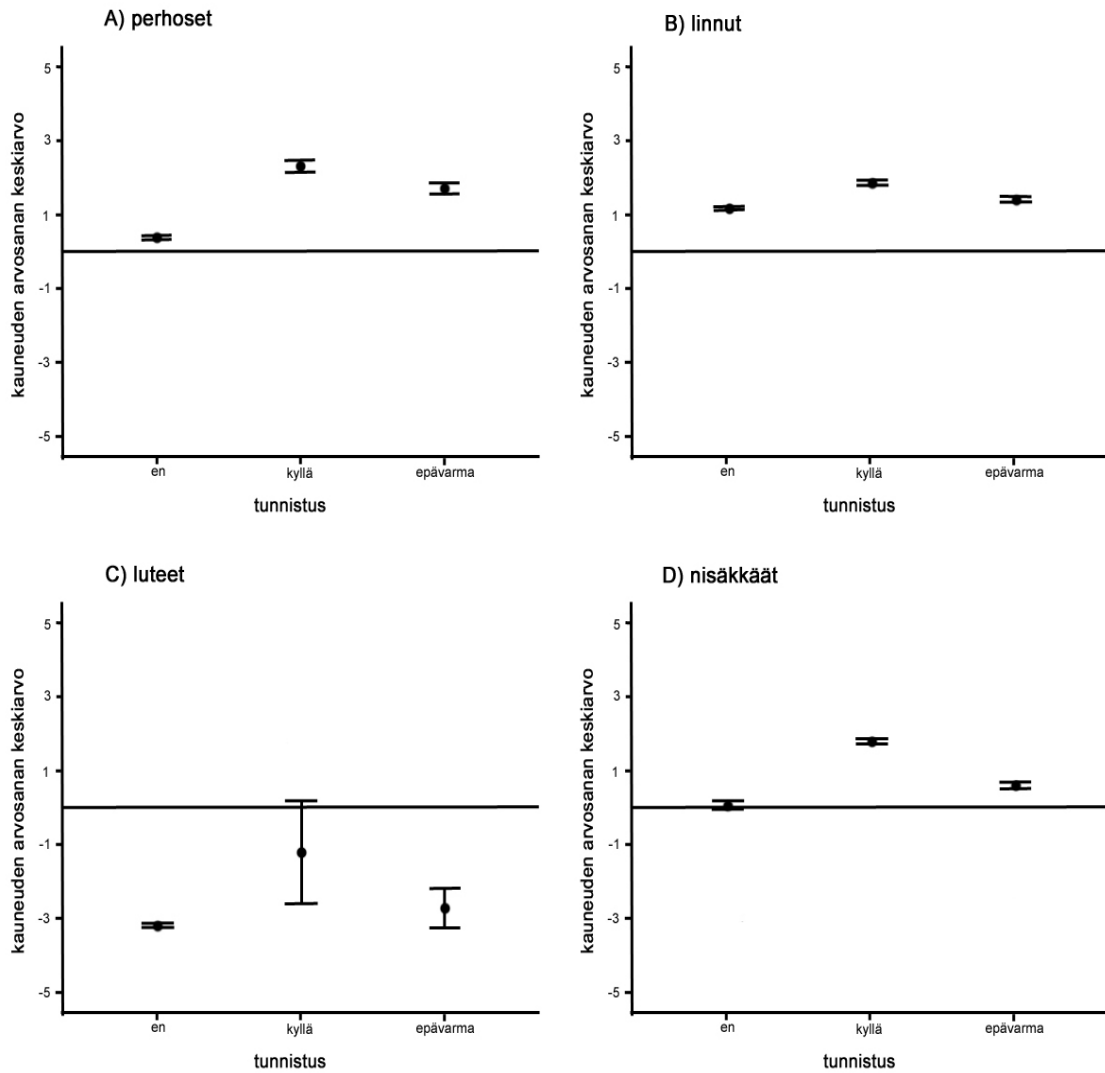 A) perhoset
kauneuden arvosanan keskiarvo
5
3
1
-1
-3
-5
en
kyllä
epävarma
tunnistus
B) linnut
kauneuden arvosanan keskiarvo
5
3
1
-1
-3
-5
en
kyllä
epävarma
tunnistus
C) luteet
kauneuden arvosanan keskiarvo
5
3
1
-1
-3
-5
en
kyllä
epävarma
tunnistus
D) nisäkkäät
kauneuden arvosanan keskiarvo
5
3
1
-1
-3
-5
en
kyllä
epävarma
tunnistus